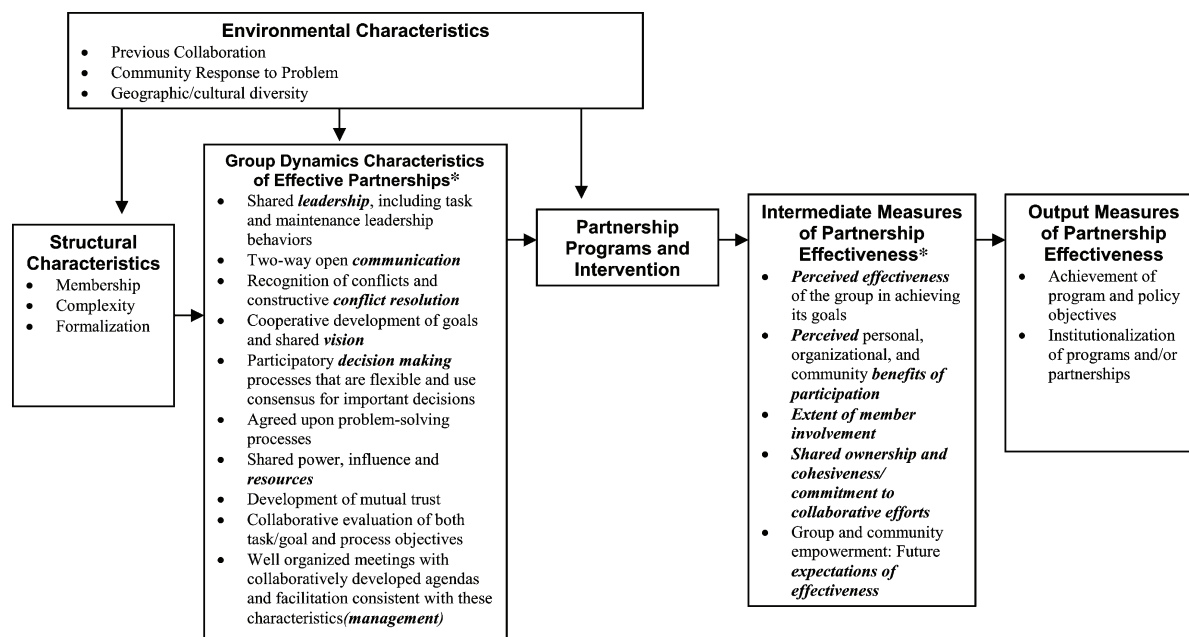 Environmental Characteristics
• Previous Collaboration
• Community Response to Problem
• Geographic/cultural diversity
Structural
Characteristics
• Membership
• Complexity
• Formalization
Group Dynamics Characteristics
of Effective Partnerships*
• Shared leadership, including task
and maintenance leadership
behaviors
• Two-way open communication
• Recognition of conflicts and
constructive conflict resolution
• Cooperative development of goals
and shared vision
• Participatory decision making
processes that are flexible and use
consensus for important decisions
• Agreed upon problem-solving
processes
• Shared power, influence and
resources
• Development of mutual trust
• Collaborative evaluation of both
task/goal and process objectives
• Well organized meetings with
collaboratively developed agendas
and facilitation consistent with these
characteristics(management)
Partnership
Programs and
Intervention
Intermediate Measures
of Partnership
Effectiveness*
• Perceived effectiveness
of the group in achieving
its goals
• Perceived personal,
organizational, and
community benefits of
participation
• Extent of member
involvement
• Shared ownership and
cohesiveness/
commitment to
collaborative efforts
• Group and community
empowerment: Future
expectations of
effectiveness
Output Measures
of Partnership
Effectiveness
• Achievement of
program and policy
objectives
• Institutionalization
of programs and/or
partnerships